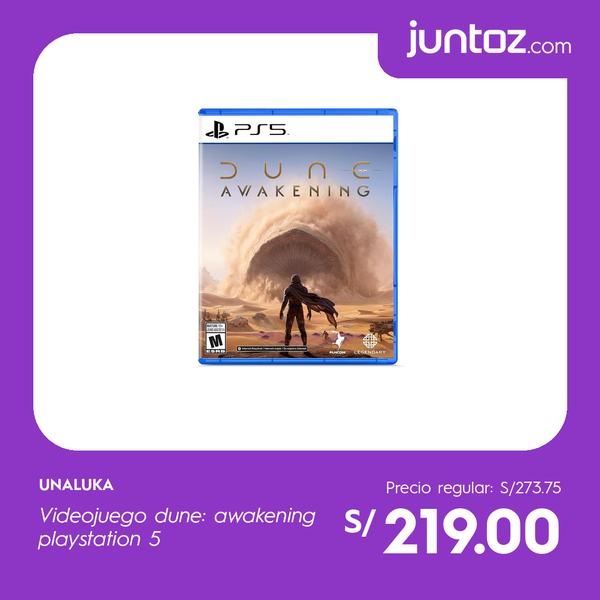 juntoz.com
PS5
DUNE
AWAKENING
M
ESRB
FUNCOM
LEGENDARY
UNALUKA
Videojuego dune: awakening
playstation 5
Precio regular: S/273.75
S/ 219.00